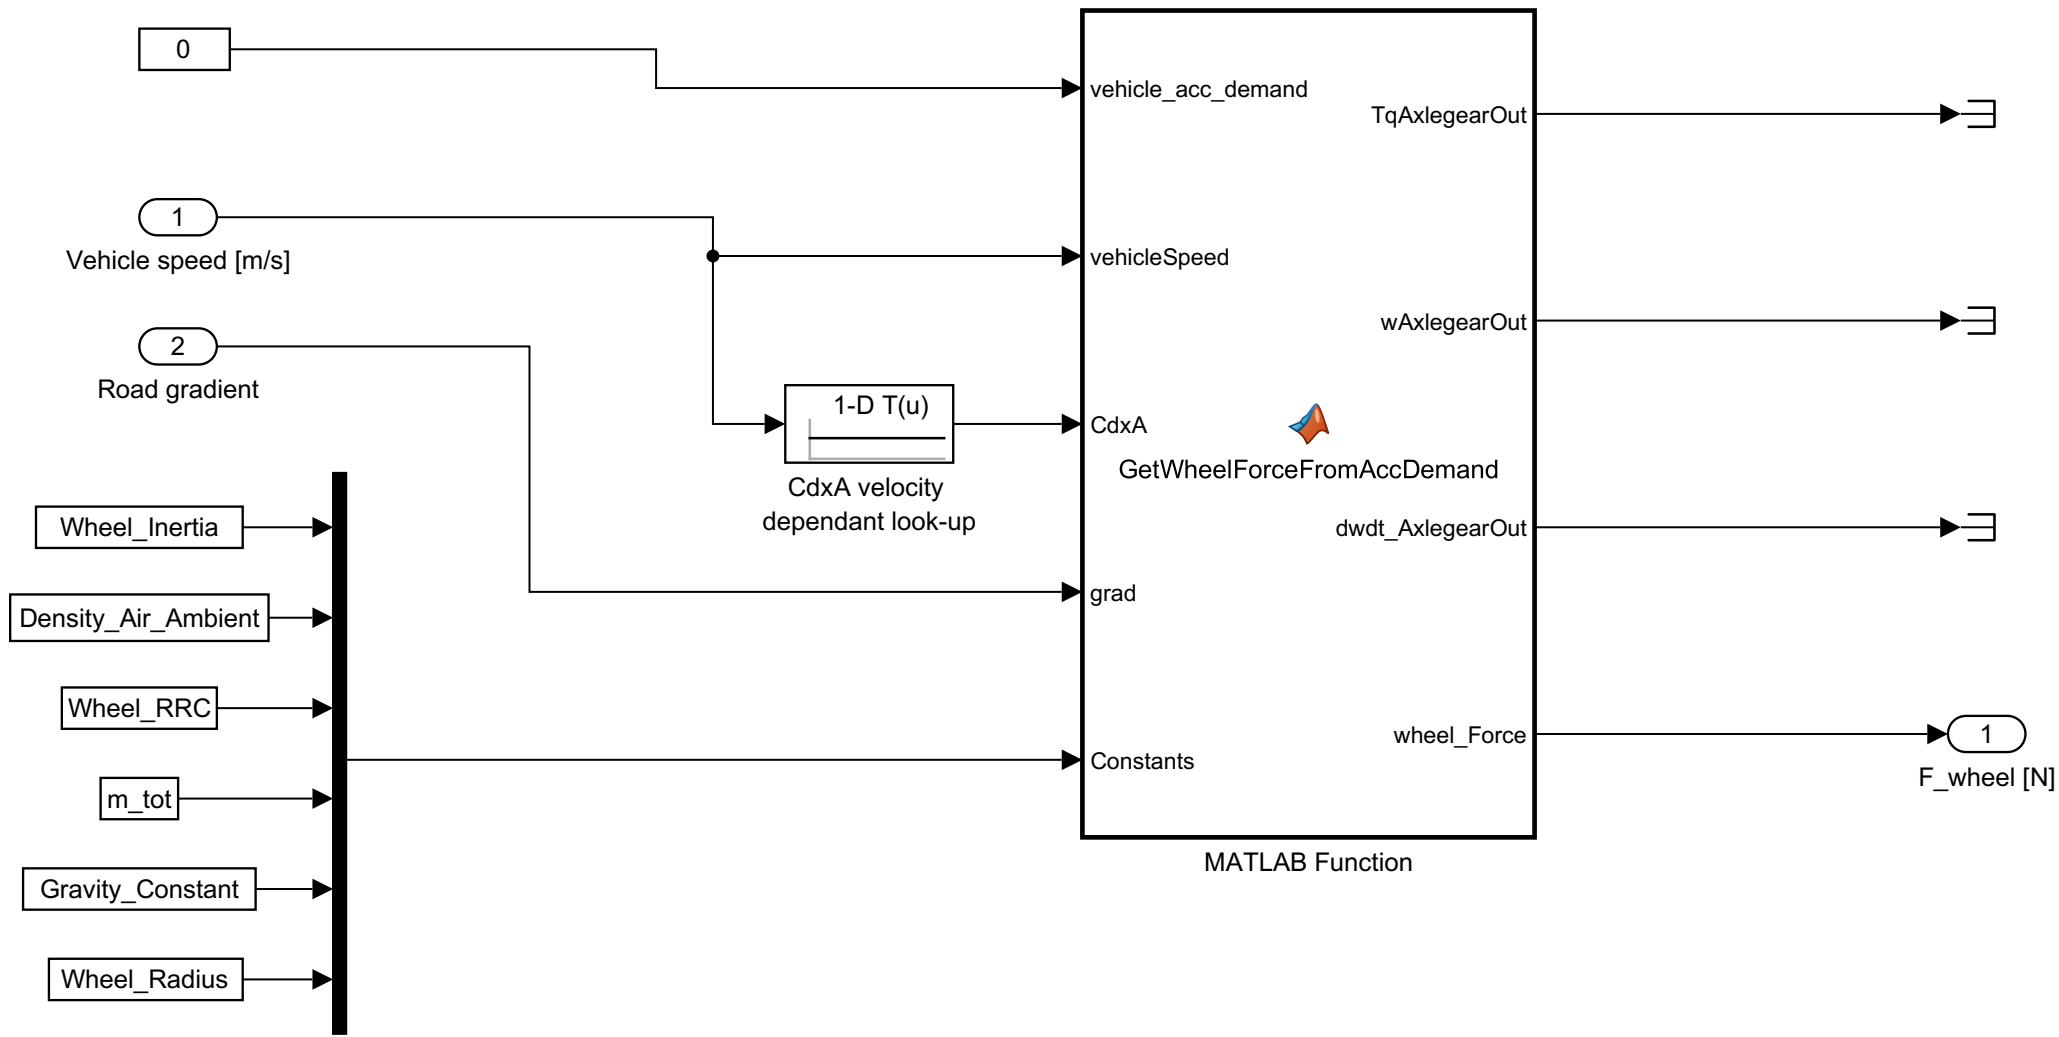 0
vehicle_acc_demand
TqAxlegearOut
1
Vehicle speed [m/s]
vehicleSpeed
2
Road gradient
wAxlegearOut
1-D T(u)
CdxA velocity
dependant look-up
CdxA
GetWheelForceFromAccDemand
Wheel_Inertia
Density_Air_Ambient
Wheel_RRC
m_tot
Gravity_Constant
Wheel_Radius
dwdt_AxlegearOut
grad
Constants
wheel_Force
1
F_wheel [N]
MATLAB Function